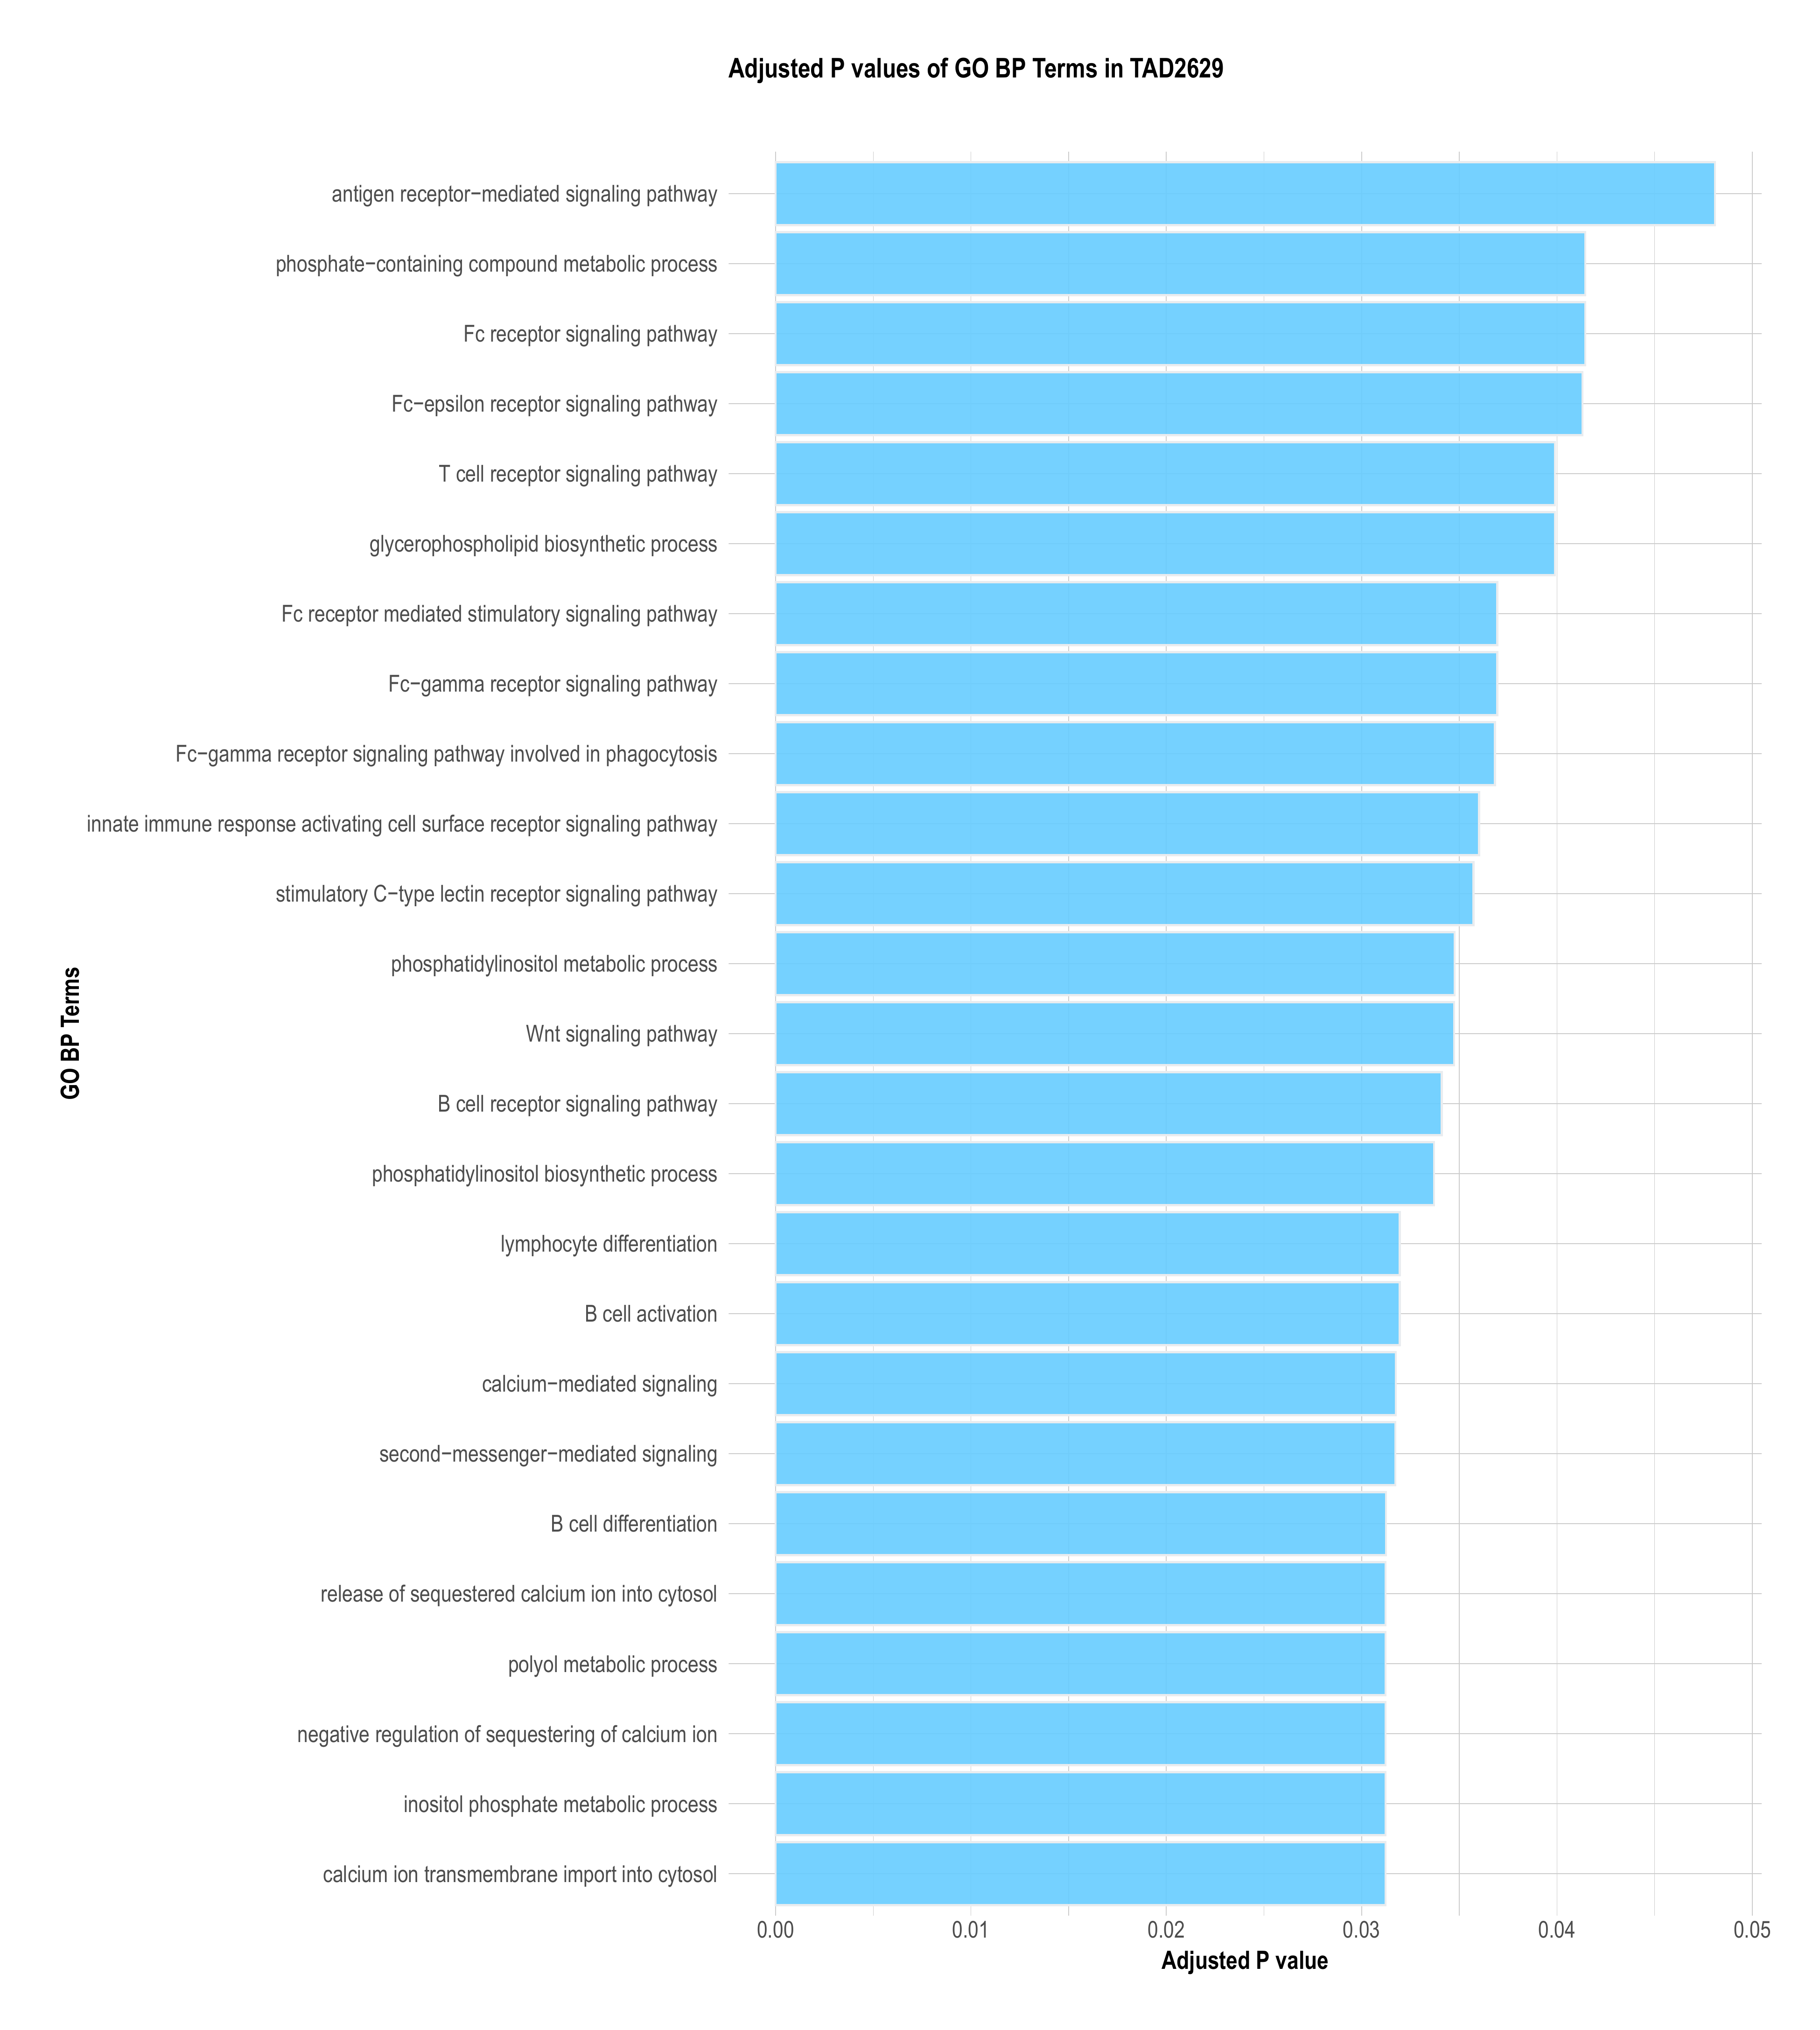 Adjusted P values of GO BP Terms in TAD2629
antigen receptor−mediated signaling pathway
phosphate−containing compound metabolic process
Fc receptor signaling pathway
Fc−epsilon receptor signaling pathway
T cell receptor signaling pathway
glycerophospholipid biosynthetic process
Fc receptor mediated stimulatory signaling pathway
Fc−gamma receptor signaling pathway
Fc−gamma receptor signaling pathway involved in phagocytosis
innate immune response activating cell surface receptor signaling pathway
stimulatory C−type lectin receptor signaling pathway
phosphatidylinositol metabolic process
Wnt signaling pathway
B cell receptor signaling pathway
phosphatidylinositol biosynthetic process
lymphocyte differentiation
B cell activation
calcium−mediated signaling
second−messenger−mediated signaling
B cell differentiation
release of sequestered calcium ion into cytosol
polyol metabolic process
negative regulation of sequestering of calcium ion
inositol phosphate metabolic process
calcium ion transmembrane import into cytosol
GO BP Terms
0.00 0.01 0.02 0.03 0.04 0.05
Adjusted P value